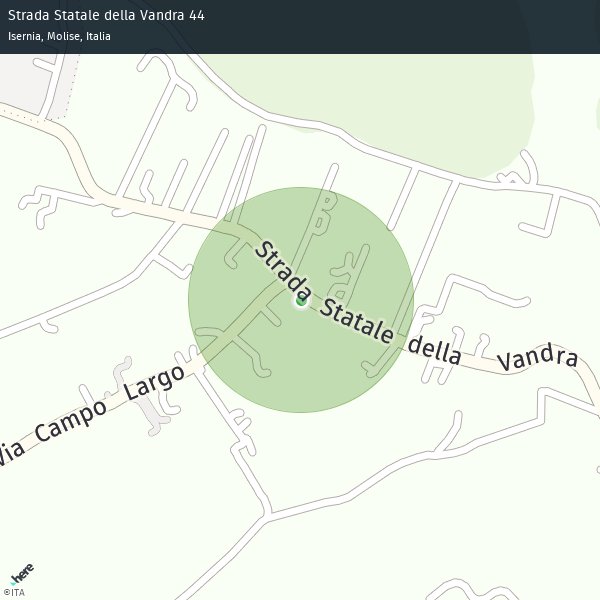 Strada Statale della Vandra 44
Isernia, Molise, Italia
Strada Statale della Vandra
Via Campo Largo
here
©ITA